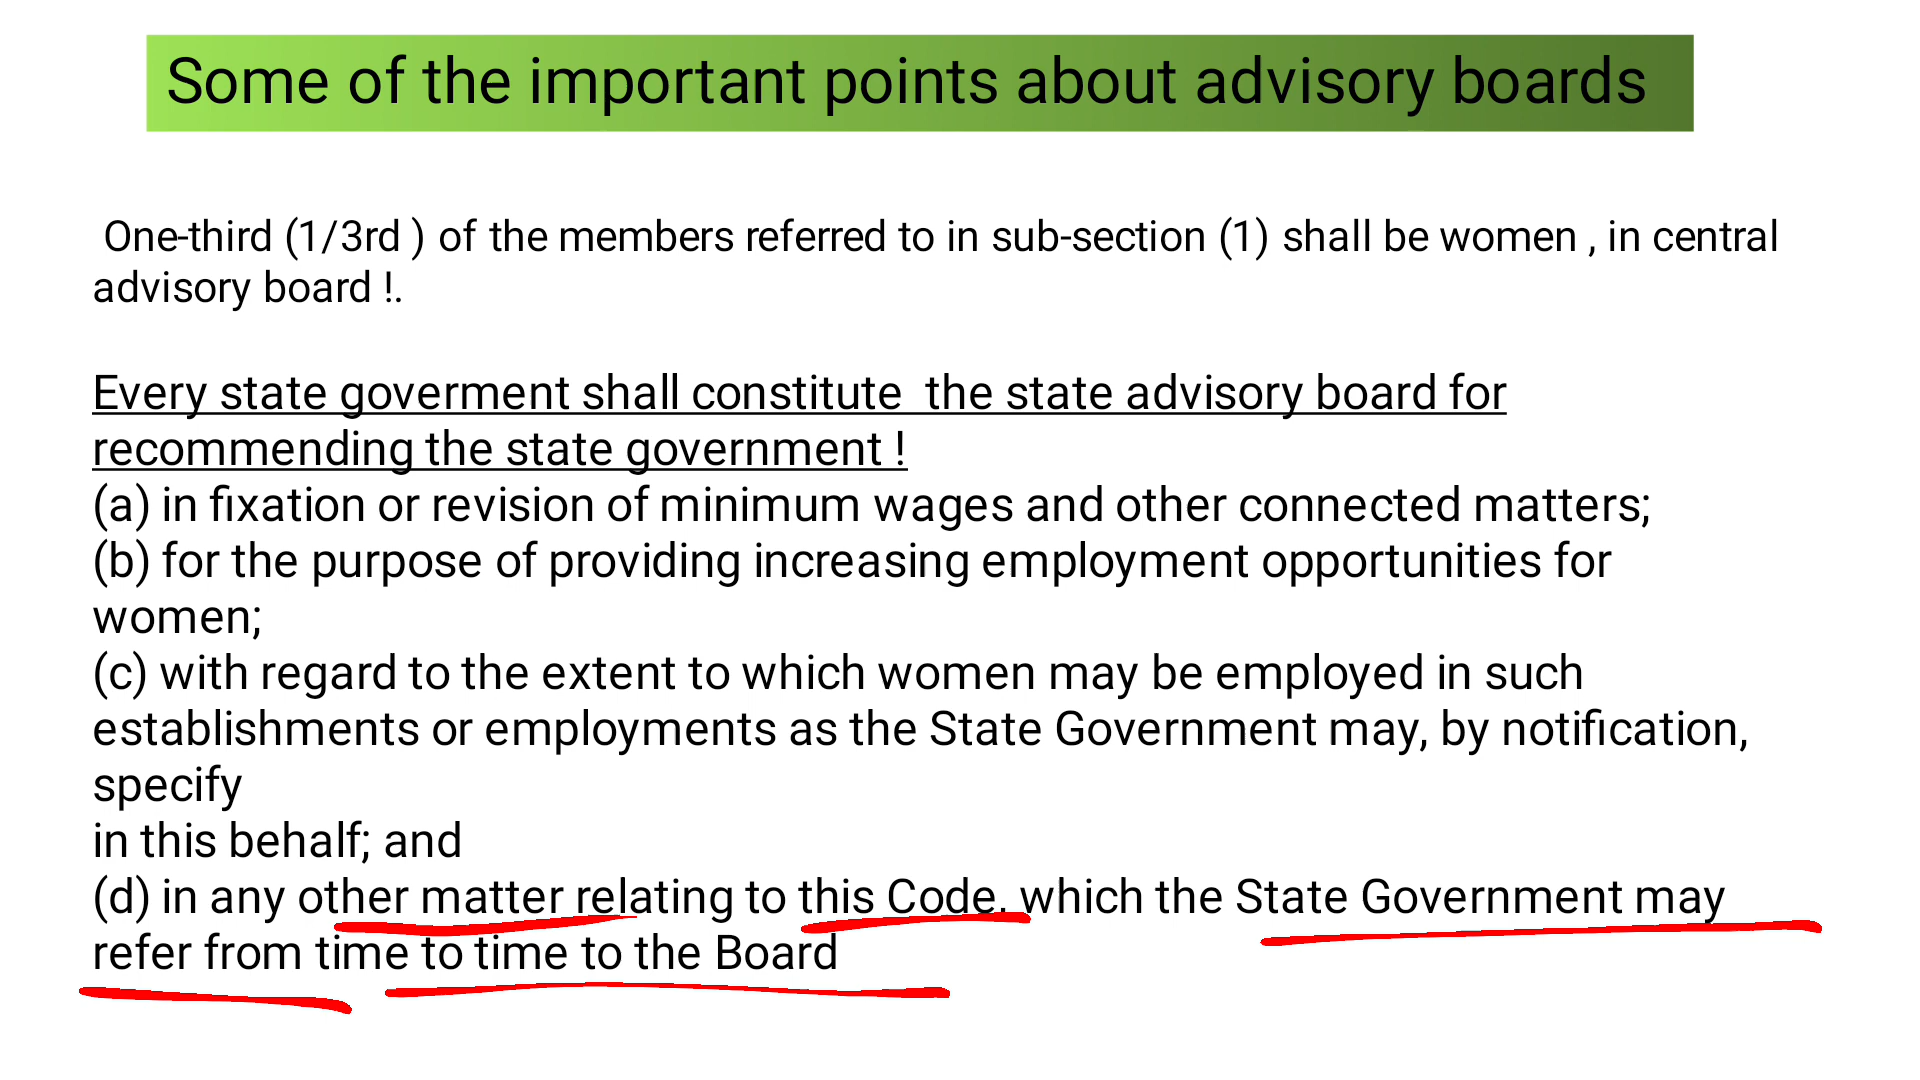 Some of the important points about advisory boards
One-third (1/3rd ) of the members referred to in sub-section (1) shall be women , in central
advisory board !.
Every state goverment shall constitute  the state advisory board for
recommending the state government !
(a) in fixation or revision of minimum wages and other connected matters;
(b) for the purpose of providing increasing employment opportunities for
women;
(c) with regard to the extent to which women may be employed in such
establishments or employments as the State Government may, by notification,
specify
in this behalf; and
(d) in any other matter relating to this Code, which the State Government may
refer from time to time to the Board